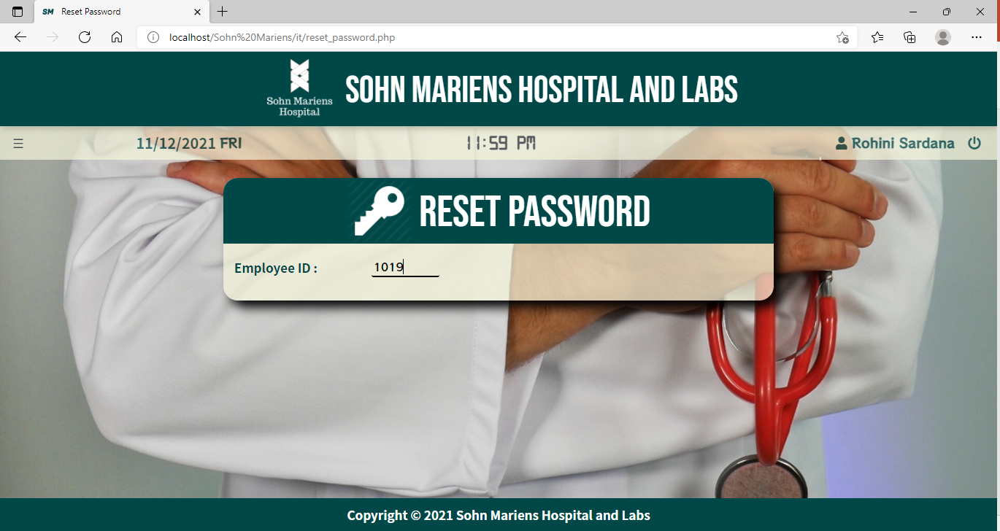 SM Reset Password
localhost/Sohn%20Mariens/it/reset_password.php
Sohn Mariens
Hospital
SOHN MARIENS HOSPITAL AND LABS
11/12/2021 FRI
11:59 PM
Rohini Sardana
RESET PASSWORD
Employee ID :
1019
Copyright © 2021 Sohn Mariens Hospital and Labs